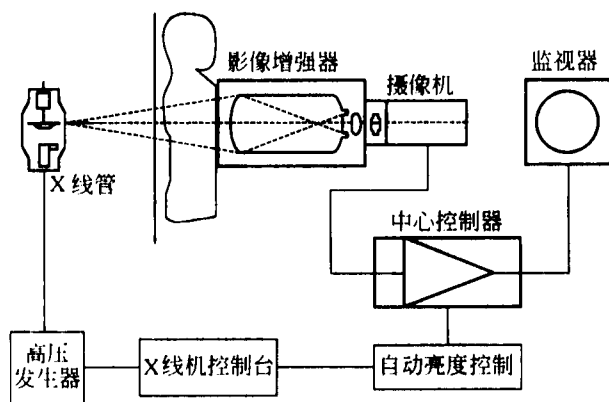 影像增强器
摄像机
监视器
X线管
中心控制器
高压
发生器
X线机控制台
自动亮度控制